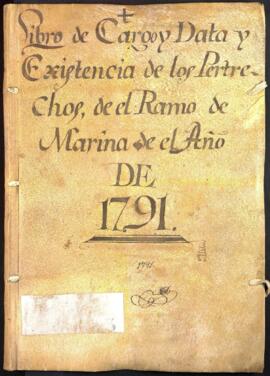 Libro de Cargo y Data y
Existencia de los Pertre-
chos, de el Ramo de
Marina de el Año
DE
1791.
1791